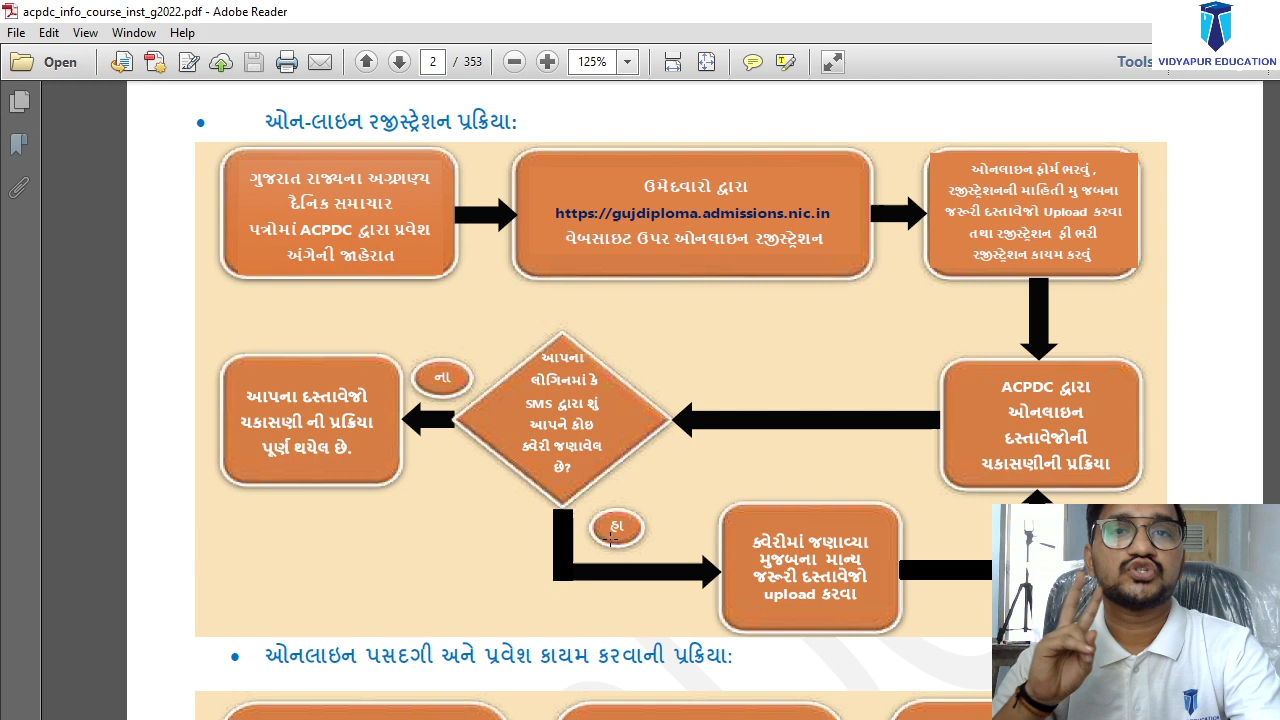 acpdc_info_course_inst_g2022.pdf - Adobe Reader
File Edit View Window Help
Open 2 / 353 125% Tools
VIDYAPUR EDUCATION
• ઓન-લાઇન રજીસ્ટ્રેશન પ્રક્રિયા:
ગુજરાત રાજ્યના અગ્રગણ્ય
દૈનિક સમાચાર
પત્રોમાં ACPDC દ્વારા પ્રવેશ
અંગેની જાહેરાત
ઉમેદવારો દ્વારા
https://gujdiploma.admissions.nic.in
વેબસાઇટ ઉપર ઓનલાઇન રજીસ્ટ્રેશન
ઓનલાઇન ફોર્મ ભરવું ,
રજીસ્ટ્રેશનની માહિતી મુ જબના
જરૂરી દસ્તાવેજો Upload કરવા
તથા રજીસ્ટ્રેશન ફી ભરી
રજીસ્ટ્રેશન કાયમ કરવું
ACPDC દ્વારા
ઓનલાઇન
દસ્તાવેજોની
ચકાસણીની પ્રક્રિયા
આપના
લોગિનમાં કે
SMS દ્વારા શું
આપને કોઇ
ક્વેરી જણાવેલ
છે?
ના
આપના દસ્તાવેજો
ચકાસણી ની પ્રક્રિયા
પૂર્ણ થયેલ છે.
હા
ક્વેરીમાં જણાવ્યા
મુજબના માન્ય
જરૂરી દસ્તાવેજો
upload કરવા
• ઓનલાઇન પસદગી અને પ્રવેશ કાયમ કરવાની પ્રક્રિયા: